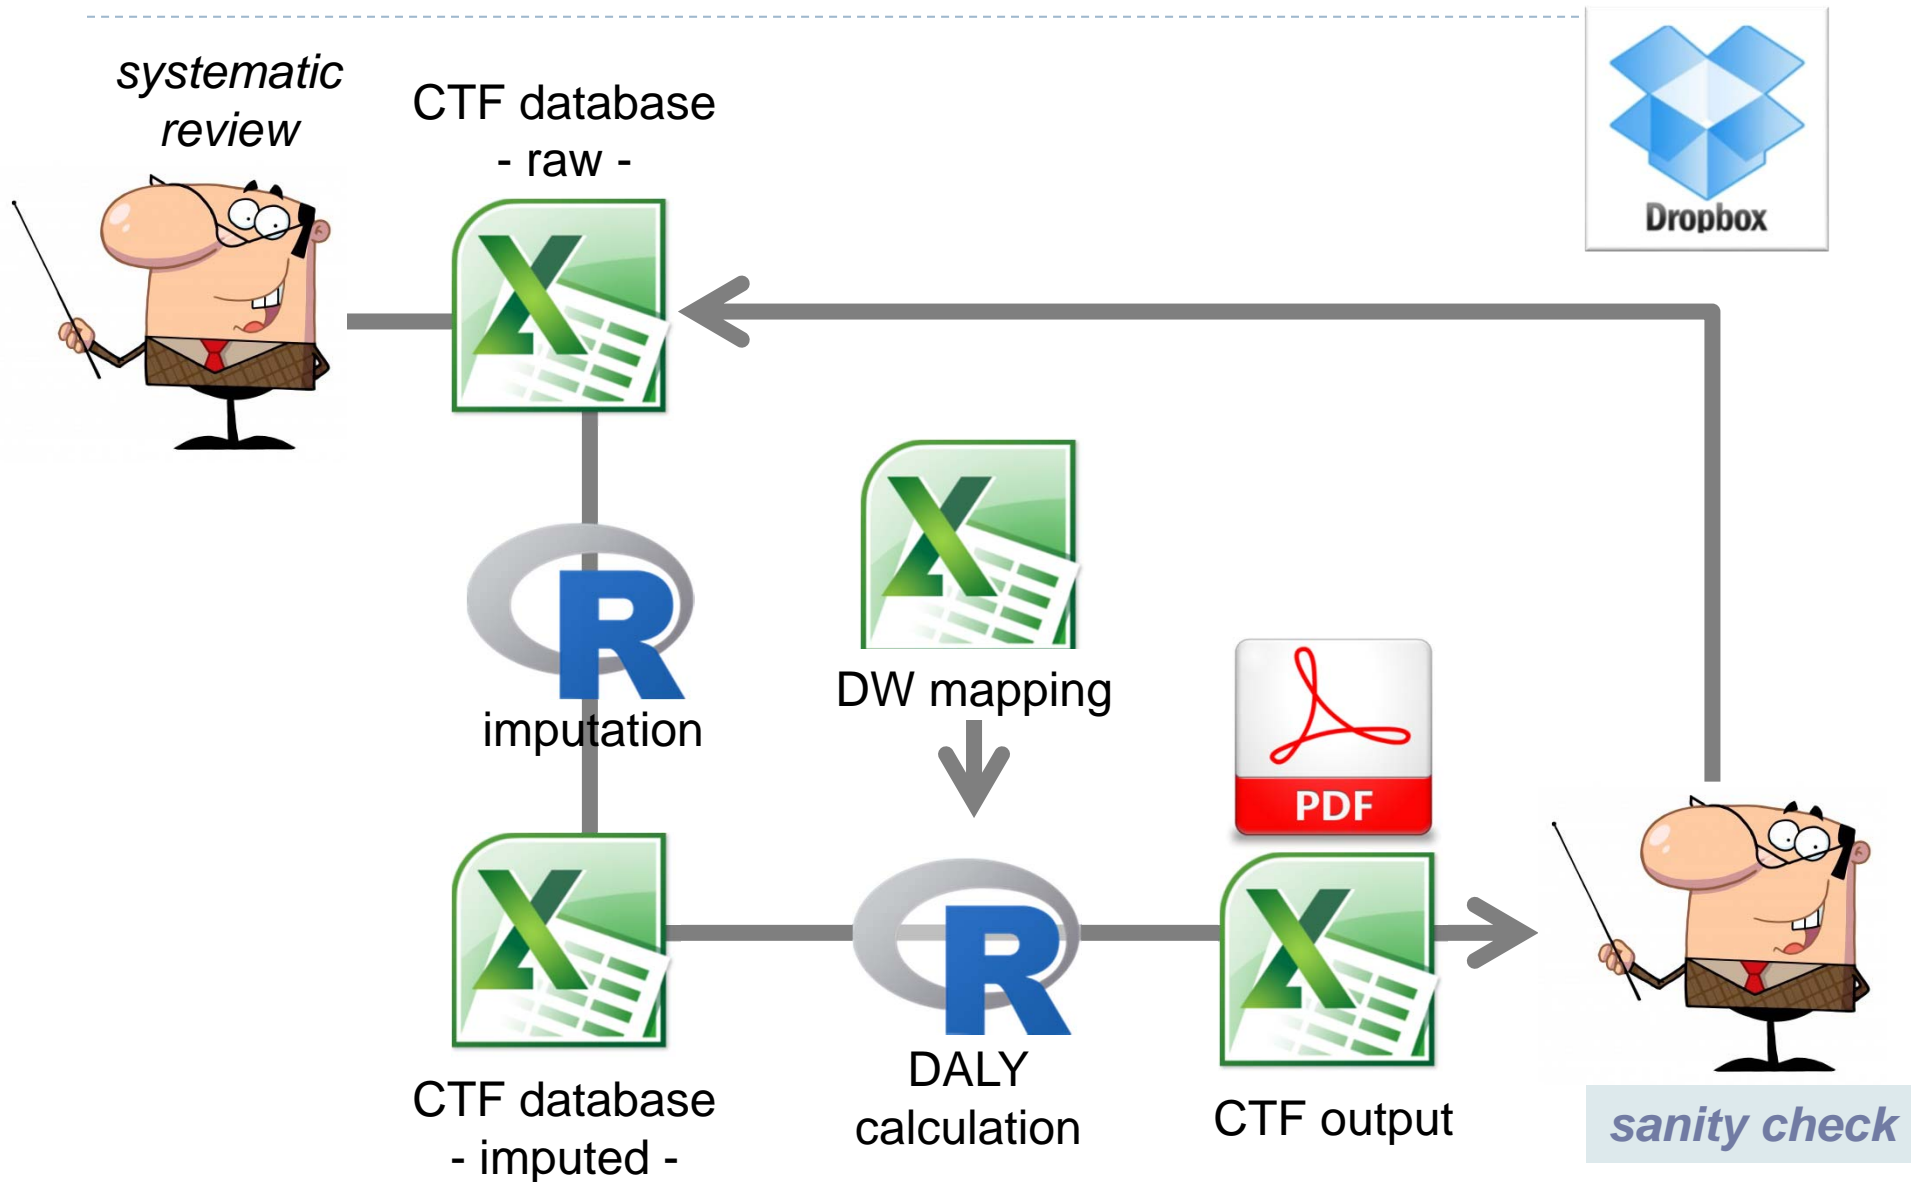 systematic
review
CTF database
- raw -
Dropbox
imputation
DW mapping
PDF
CTF database
- imputed -
DALY
calculation
CTF output
sanity check